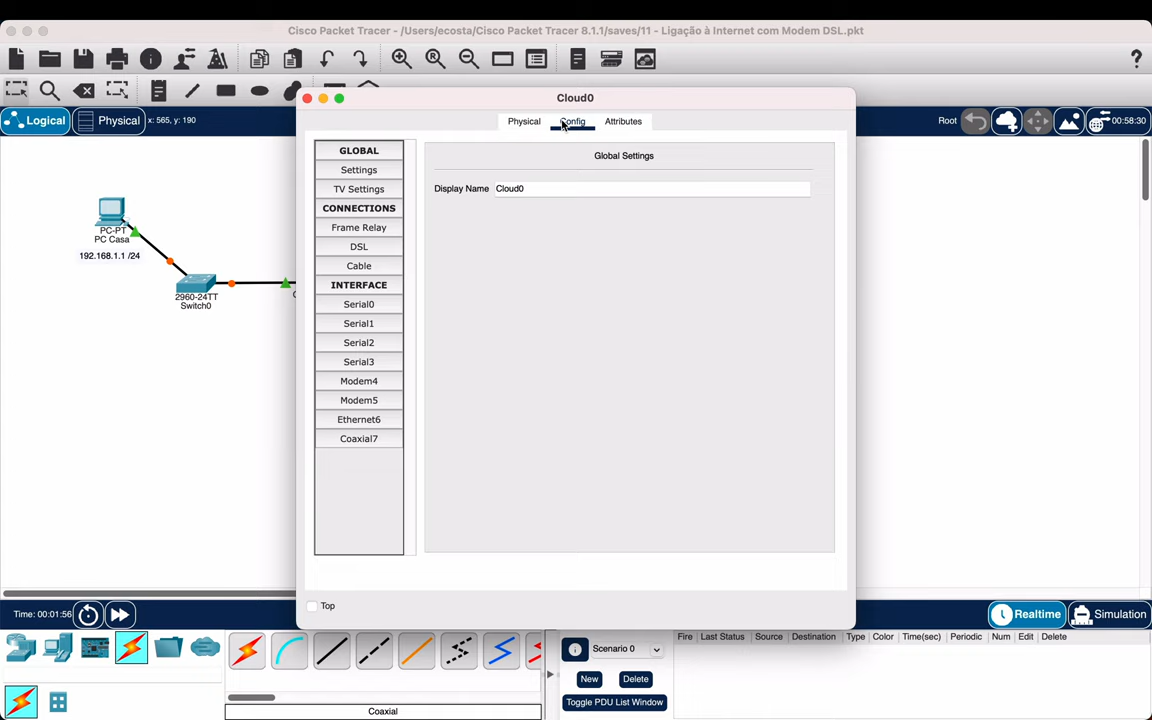 Cisco Packet Tracer - /Users/ecosta/Cisco Packet Tracer 8.1.1/saves/11 - Ligação à Internet com Modem DSL.pkt
?
Logical
Physical
x: 565, y: 190
Root
00:58:30
Cloud0
Physical
Config
Attributes
GLOBAL
Settings
TV Settings
CONNECTIONS
Frame Relay
DSL
Cable
INTERFACE
Serial0
Serial1
Serial2
Serial3
Modem4
Modem5
Ethernet6
Coaxial7
Global Settings
Display Name
Cloud0
Top
PC-PT
PC Casa
192.168.1.1 /24
2960-24TT
Switch0
Time: 00:01:56
Realtime
Simulation
Scenario 0
New
Delete
Toggle PDU List Window
Fire Last Status Source Destination Type Color Time(sec) Periodic Num Edit Delete
Coaxial